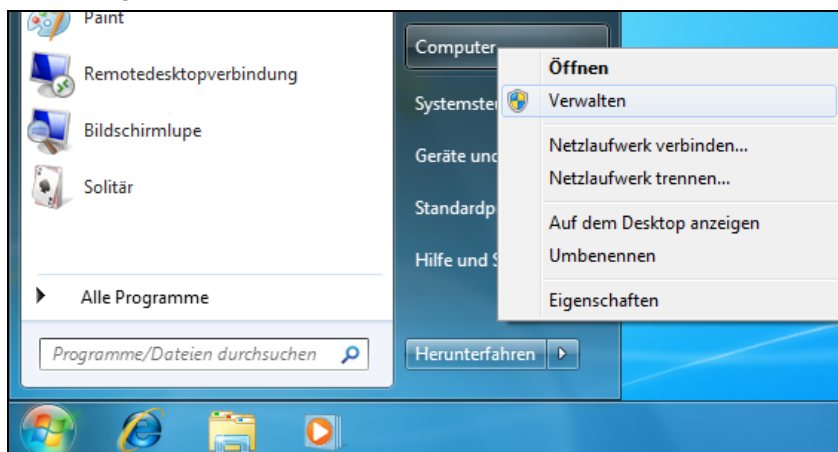 Paint
Remotedesktopverbindung
Bildschirmlupe
Solitär
Alle Programme
Programme/Dateien durchsuchen
Computer
Systemste
Geräte und
Standardp
Hilfe und S
Herunterfahren
Öffnen
Verwalten
Netzlaufwerk verbinden...
Netzlaufwerk trennen...
Auf dem Desktop anzeigen
Umbenennen
Eigenschaften